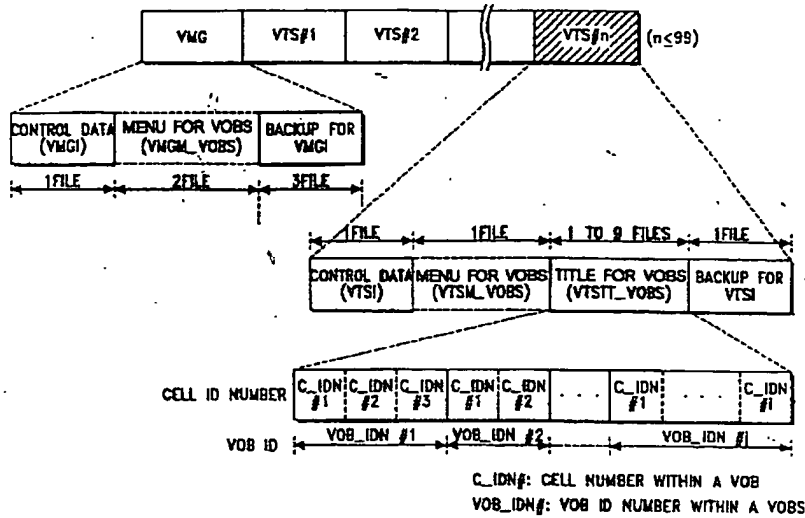 VMG VTS#1 VTS#2 VTS#n (n≤99)
CONTROL DATA (VMGI) MENU FOR VOBS (VMGM_VOBS) BACKUP FOR VMGI
1FILE 2FILE 3FILE
1FILE 1FILE 1 TO 9 FILES 1FILE
CONTROL DATA (VTSI) MENU FOR VOBS (VTSM_VOBS) TITLE FOR VOBS (VTSTT_VOBS) BACKUP FOR VTSI
CELL ID NUMBER C_IDN #1 C_IDN #2 C_IDN #3 C_IDN #1 C_IDN #2 . . . C_IDN #1 . . . . C_IDN #i
VOB ID VOB_IDN #1 VOB_IDN #2 VOB_IDN #j
C_IDN#: CELL NUMBER WITHIN A VOB
VOB_IDN#: VOB ID NUMBER WITHIN A VOBS